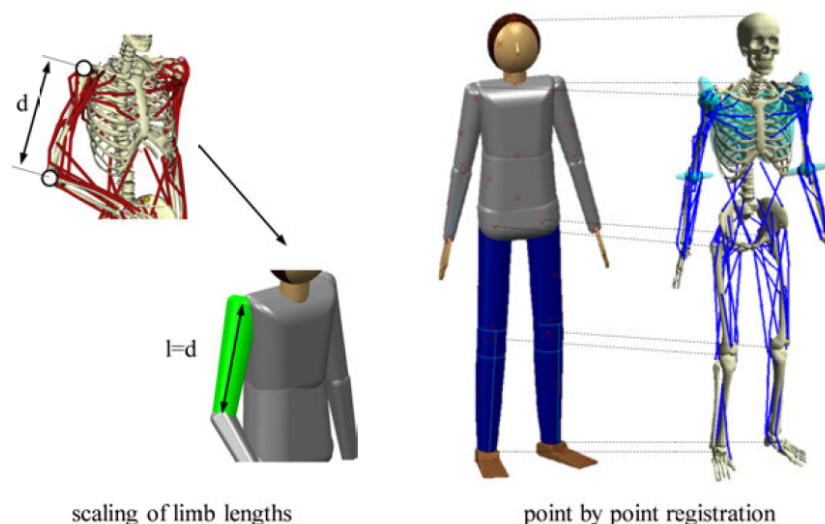 d
l=d
scaling of limb lengths
point by point registration